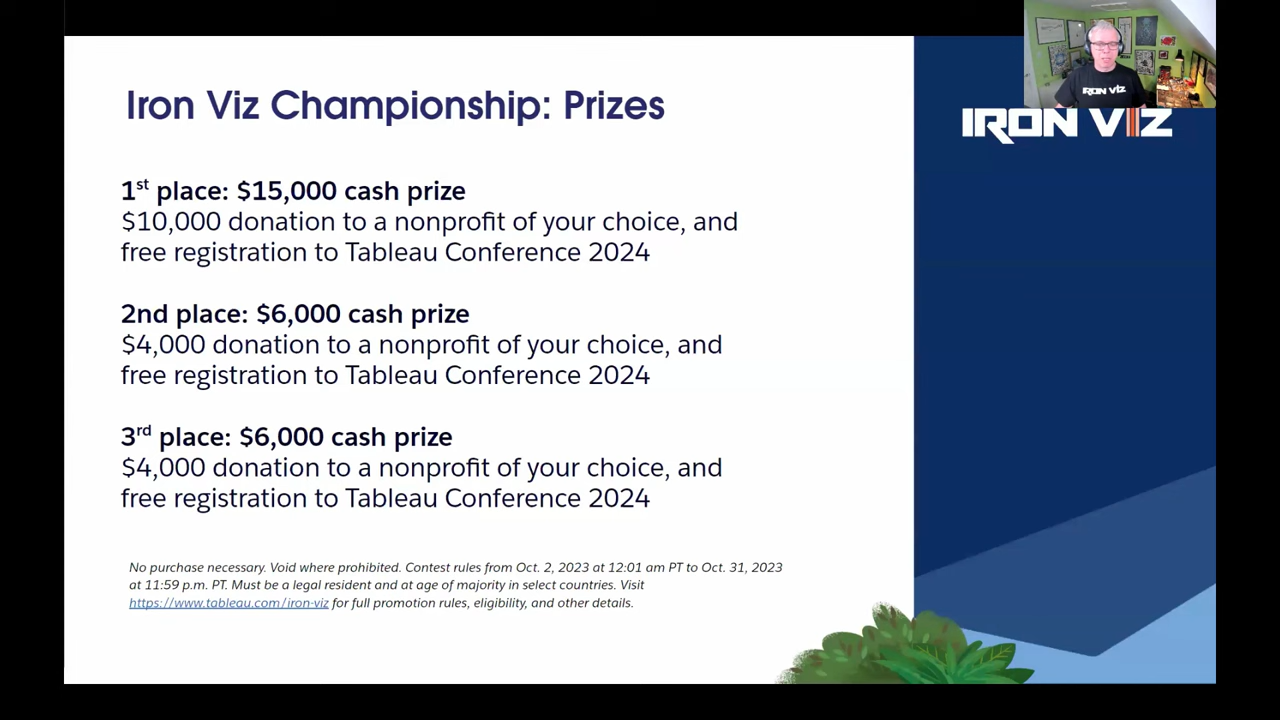 Iron Viz Championship: Prizes
IRON VIZ
IRON VIZ
1st place: $15,000 cash prize
$10,000 donation to a nonprofit of your choice, and
free registration to Tableau Conference 2024
2nd place: $6,000 cash prize
$4,000 donation to a nonprofit of your choice, and
free registration to Tableau Conference 2024
3rd place: $6,000 cash prize
$4,000 donation to a nonprofit of your choice, and
free registration to Tableau Conference 2024
No purchase necessary. Void where prohibited. Contest rules from Oct. 2, 2023 at 12:01 am PT to Oct. 31, 2023
at 11:59 p.m. PT. Must be a legal resident and at age of majority in select countries. Visit
https://www.tableau.com/iron-viz for full promotion rules, eligibility, and other details.